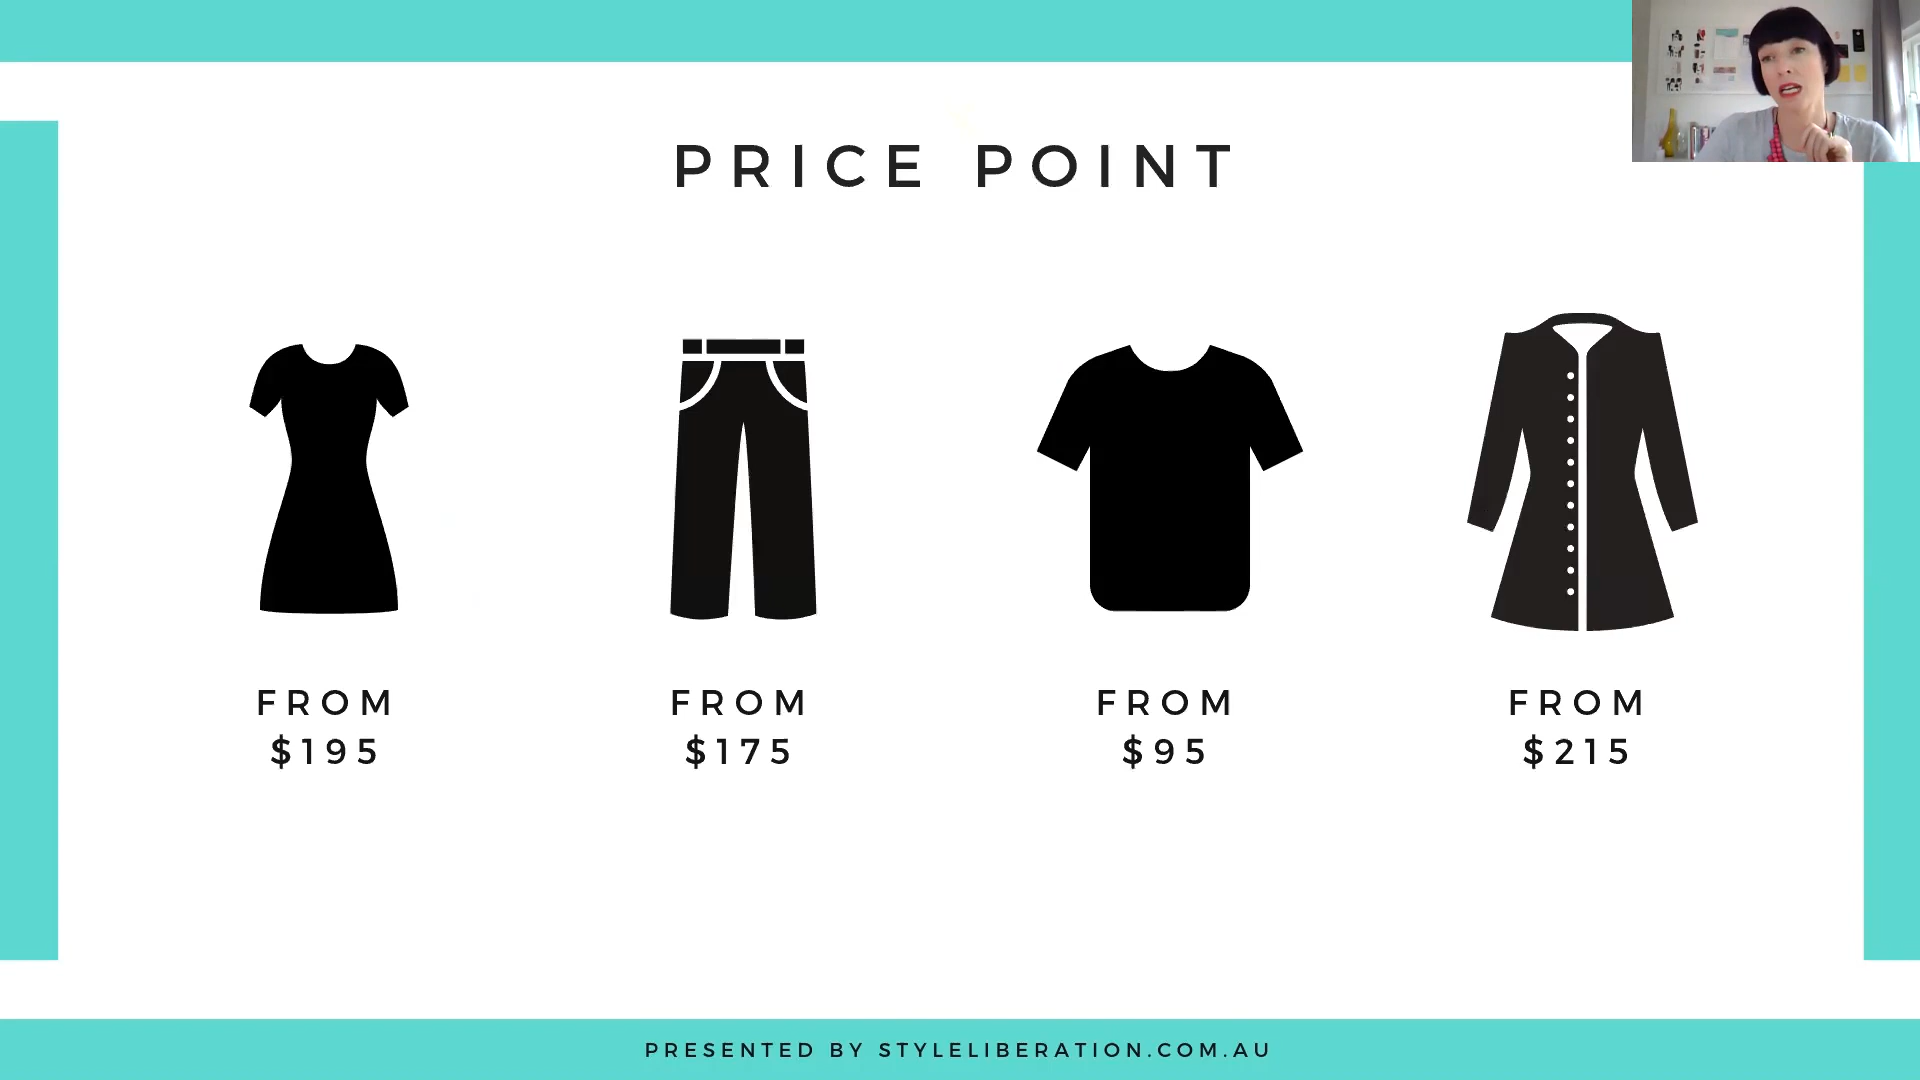 PRICE POINT
FROM
$195
FROM
$175
FROM
$95
FROM
$215
PRESENTED BY STYLELIBERATION.COM.AU